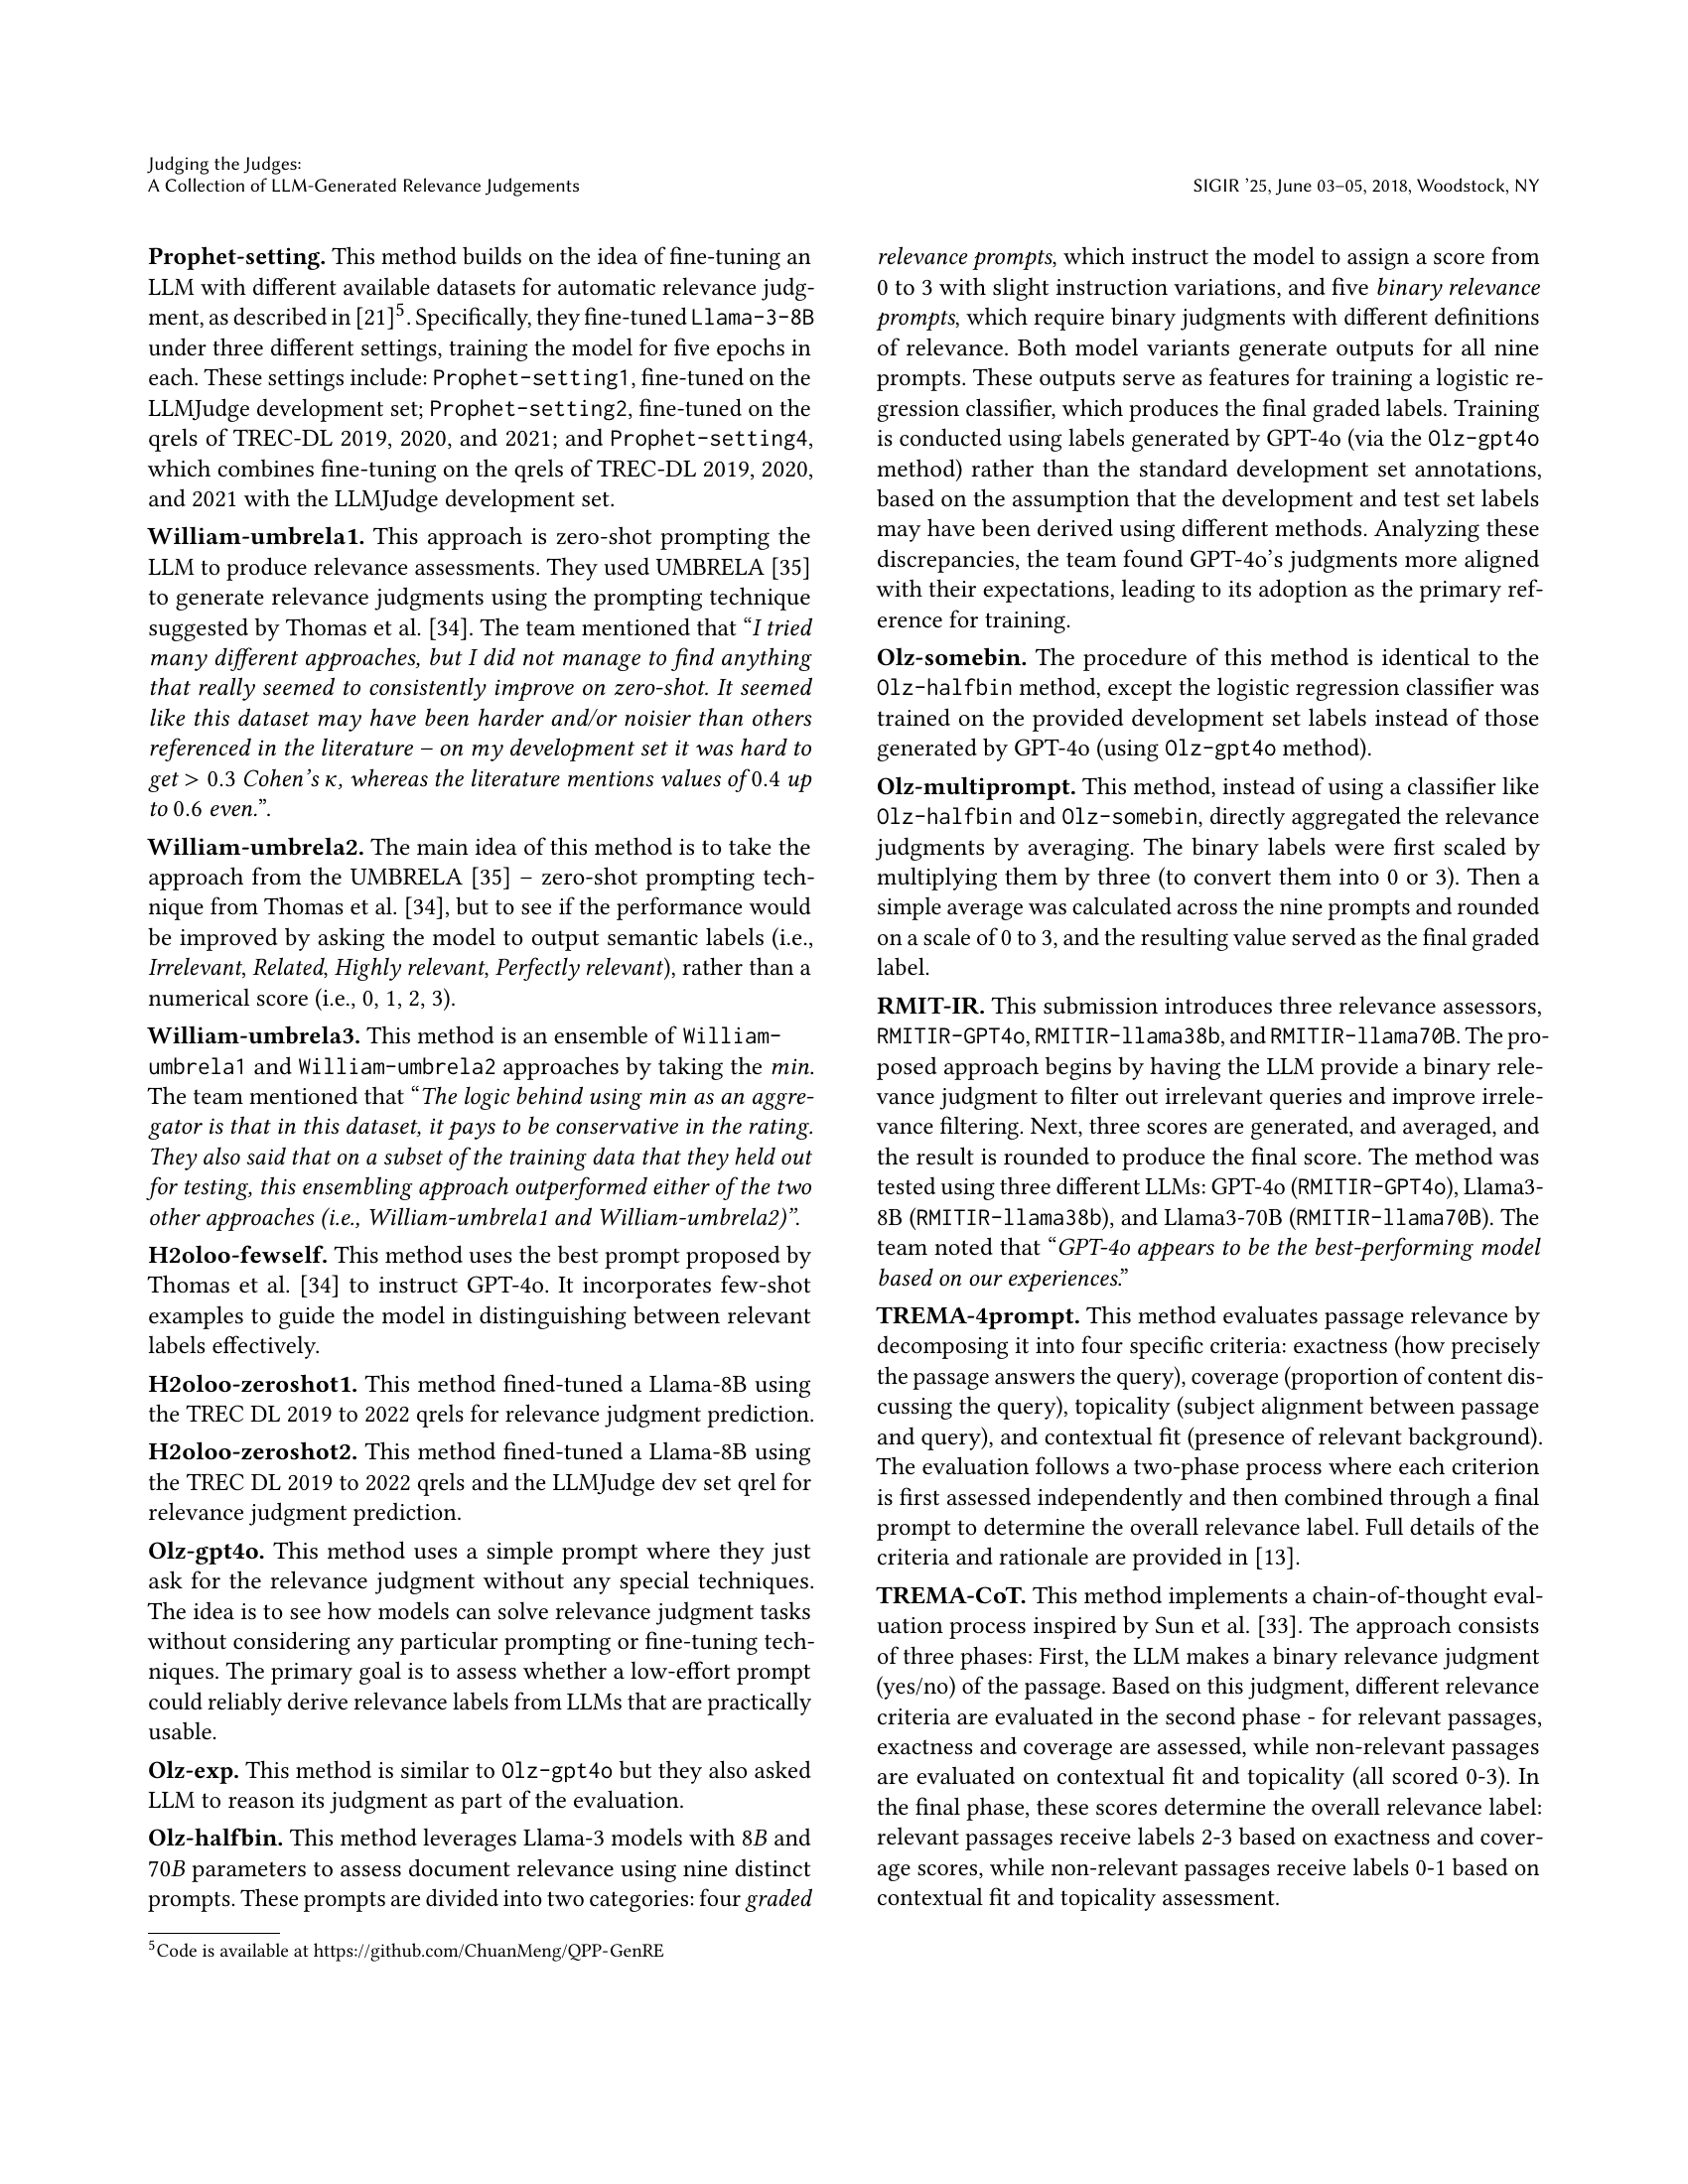 Judging the Judges:
A Collection of LLM-Generated Relevance Judgements
SIGIR ’25, June 03–05, 2018, Woodstock, NY
Prophet-setting. This method builds on the idea of fine-tuning an
LLM with different available datasets for automatic relevance judg-
ment, as described in [21]5. Specifically, they fine-tuned Llama-3-8B
under three different settings, training the model for five epochs in
each. These settings include: Prophet-setting1, fine-tuned on the
LLMJudge development set; Prophet-setting2, fine-tuned on the
qrels of TREC-DL 2019, 2020, and 2021; and Prophet-setting4,
which combines fine-tuning on the qrels of TREC-DL 2019, 2020,
and 2021 with the LLMJudge development set.
William-umbrela1. This approach is zero-shot prompting the
LLM to produce relevance assessments. They used UMBRELA [35]
to generate relevance judgments using the prompting technique
suggested by Thomas et al. [34]. The team mentioned that “I tried
many different approaches, but I did not manage to find anything
that really seemed to consistently improve on zero-shot. It seemed
like this dataset may have been harder and/or noisier than others
referenced in the literature – on my development set it was hard to
get > 0.3 Cohen’s κ, whereas the literature mentions values of 0.4 up
to 0.6 even.”.
William-umbrela2. The main idea of this method is to take the
approach from the UMBRELA [35] – zero-shot prompting tech-
nique from Thomas et al. [34], but to see if the performance would
be improved by asking the model to output semantic labels (i.e.,
Irrelevant, Related, Highly relevant, Perfectly relevant), rather than a
numerical score (i.e., 0, 1, 2, 3).
William-umbrela3. This method is an ensemble of William-
umbrela1 and William-umbrela2 approaches by taking the min.
The team mentioned that “The logic behind using min as an aggre-
gator is that in this dataset, it pays to be conservative in the rating.
They also said that on a subset of the training data that they held out
for testing, this ensembling approach outperformed either of the two
other approaches (i.e., William-umbrela1 and William-umbrela2)”.
H2oloo-fewself. This method uses the best prompt proposed by
Thomas et al. [34] to instruct GPT-4o. It incorporates few-shot
examples to guide the model in distinguishing between relevant
labels effectively.
H2oloo-zeroshot1. This method fined-tuned a Llama-8B using
the TREC DL 2019 to 2022 qrels for relevance judgment prediction.
H2oloo-zeroshot2. This method fined-tuned a Llama-8B using
the TREC DL 2019 to 2022 qrels and the LLMJudge dev set qrel for
relevance judgment prediction.
Olz-gpt4o. This method uses a simple prompt where they just
ask for the relevance judgment without any special techniques.
The idea is to see how models can solve relevance judgment tasks
without considering any particular prompting or fine-tuning tech-
niques. The primary goal is to assess whether a low-effort prompt
could reliably derive relevance labels from LLMs that are practically
usable.
Olz-exp. This method is similar to Olz-gpt4o but they also asked
LLM to reason its judgment as part of the evaluation.
Olz-halfbin. This method leverages Llama-3 models with 8B and
70B parameters to assess document relevance using nine distinct
prompts. These prompts are divided into two categories: four graded
5Code is available at https://github.com/ChuanMeng/QPP-GenRE
relevance prompts, which instruct the model to assign a score from
0 to 3 with slight instruction variations, and five binary relevance
prompts, which require binary judgments with different definitions
of relevance. Both model variants generate outputs for all nine
prompts. These outputs serve as features for training a logistic re-
gression classifier, which produces the final graded labels. Training
is conducted using labels generated by GPT-4o (via the Olz-gpt4o
method) rather than the standard development set annotations,
based on the assumption that the development and test set labels
may have been derived using different methods. Analyzing these
discrepancies, the team found GPT-4o’s judgments more aligned
with their expectations, leading to its adoption as the primary ref-
erence for training.
Olz-somebin. The procedure of this method is identical to the
Olz-halfbin method, except the logistic regression classifier was
trained on the provided development set labels instead of those
generated by GPT-4o (using Olz-gpt4o method).
Olz-multiprompt. This method, instead of using a classifier like
Olz-halfbin and Olz-somebin, directly aggregated the relevance
judgments by averaging. The binary labels were first scaled by
multiplying them by three (to convert them into 0 or 3). Then a
simple average was calculated across the nine prompts and rounded
on a scale of 0 to 3, and the resulting value served as the final graded
label.
RMIT-IR. This submission introduces three relevance assessors,
RMITIR-GPT4o, RMITIR-llama38b, and RMITIR-llama70B. The pro-
posed approach begins by having the LLM provide a binary rele-
vance judgment to filter out irrelevant queries and improve irrele-
vance filtering. Next, three scores are generated, and averaged, and
the result is rounded to produce the final score. The method was
tested using three different LLMs: GPT-4o (RMITIR-GPT4o), Llama3-
8B (RMITIR-llama38b), and Llama3-70B (RMITIR-llama70B). The
team noted that “GPT-4o appears to be the best-performing model
based on our experiences.”
TREMA-4prompt. This method evaluates passage relevance by
decomposing it into four specific criteria: exactness (how precisely
the passage answers the query), coverage (proportion of content dis-
cussing the query), topicality (subject alignment between passage
and query), and contextual fit (presence of relevant background).
The evaluation follows a two-phase process where each criterion
is first assessed independently and then combined through a final
prompt to determine the overall relevance label. Full details of the
criteria and rationale are provided in [13].
TREMA-CoT. This method implements a chain-of-thought eval-
uation process inspired by Sun et al. [33]. The approach consists
of three phases: First, the LLM makes a binary relevance judgment
(yes/no) of the passage. Based on this judgment, different relevance
criteria are evaluated in the second phase - for relevant passages,
exactness and coverage are assessed, while non-relevant passages
are evaluated on contextual fit and topicality (all scored 0-3). In
the final phase, these scores determine the overall relevance label:
relevant passages receive labels 2-3 based on exactness and cover-
age scores, while non-relevant passages receive labels 0-1 based on
contextual fit and topicality assessment.